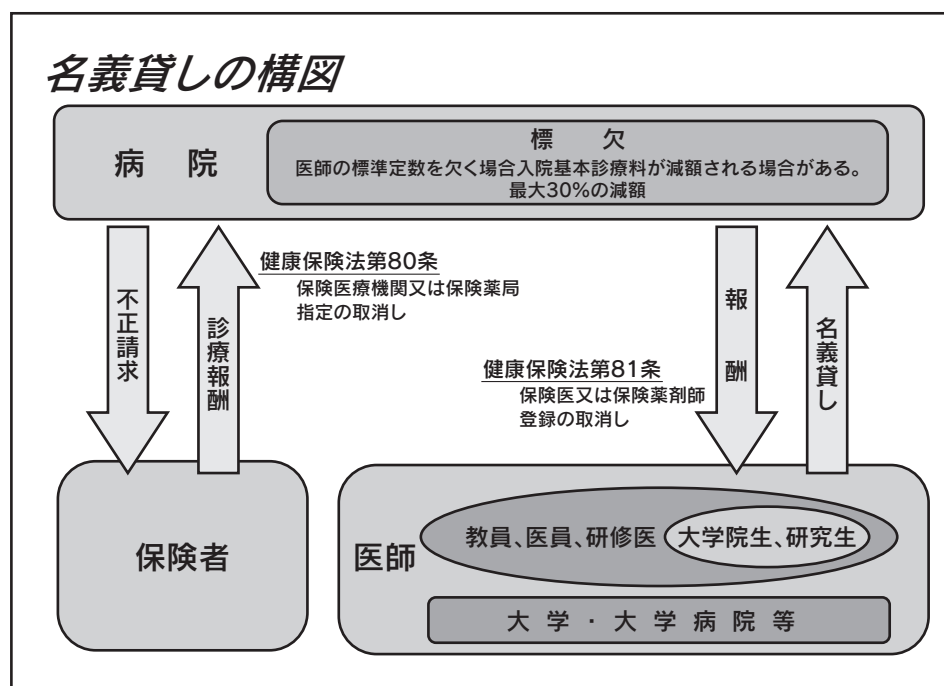 名義貸しの構図
病 院
標 欠
医師の標準定数を欠く場合入院基本診療料が減額される場合がある。
最大30%の減額
不正請求
診療報酬
健康保険法第80条
保険医療機関又は保険薬局
指定の取消し
健康保険法第81条
保険医又は保険薬剤師
登録の取消し
報 酬
名義貸し
保険者
医師
教員、医員、研修医
大学院生、研究生
大学・大学病院等